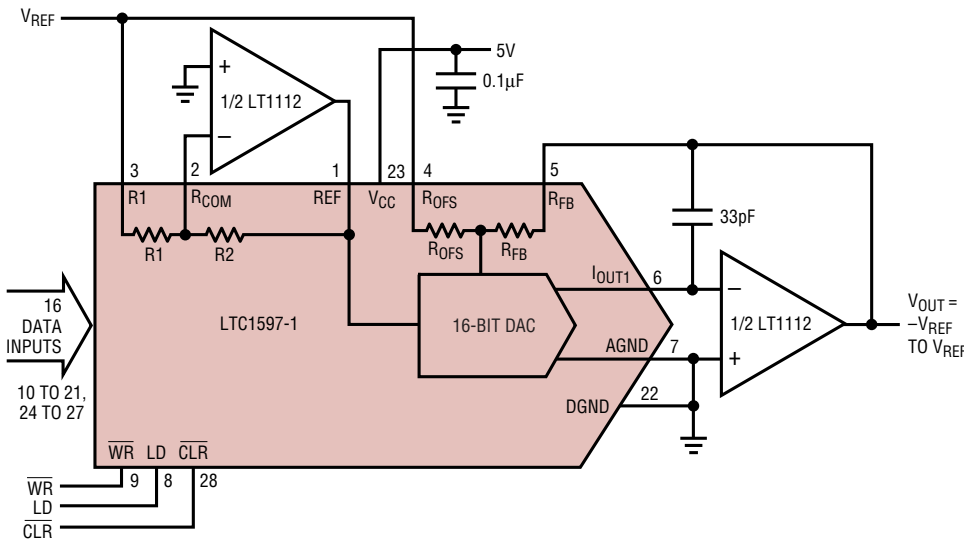 VREF
5V
0.1µF
+
1/2 LT1112
−
3
2
1
23
4
5
R1
RCOM
REF
VCC
ROFS
RFB
R1
R2
ROFS
RFB
33pF
IOUT1
6
−
16
DATA
INPUTS
LTC1597-1
16-BIT DAC
1/2 LT1112
VOUT =
−VREF
TO VREF
AGND
7
+
10 TO 21,
24 TO 27
DGND
22
WR
LD
CLR
9
8
28
WR
LD
CLR